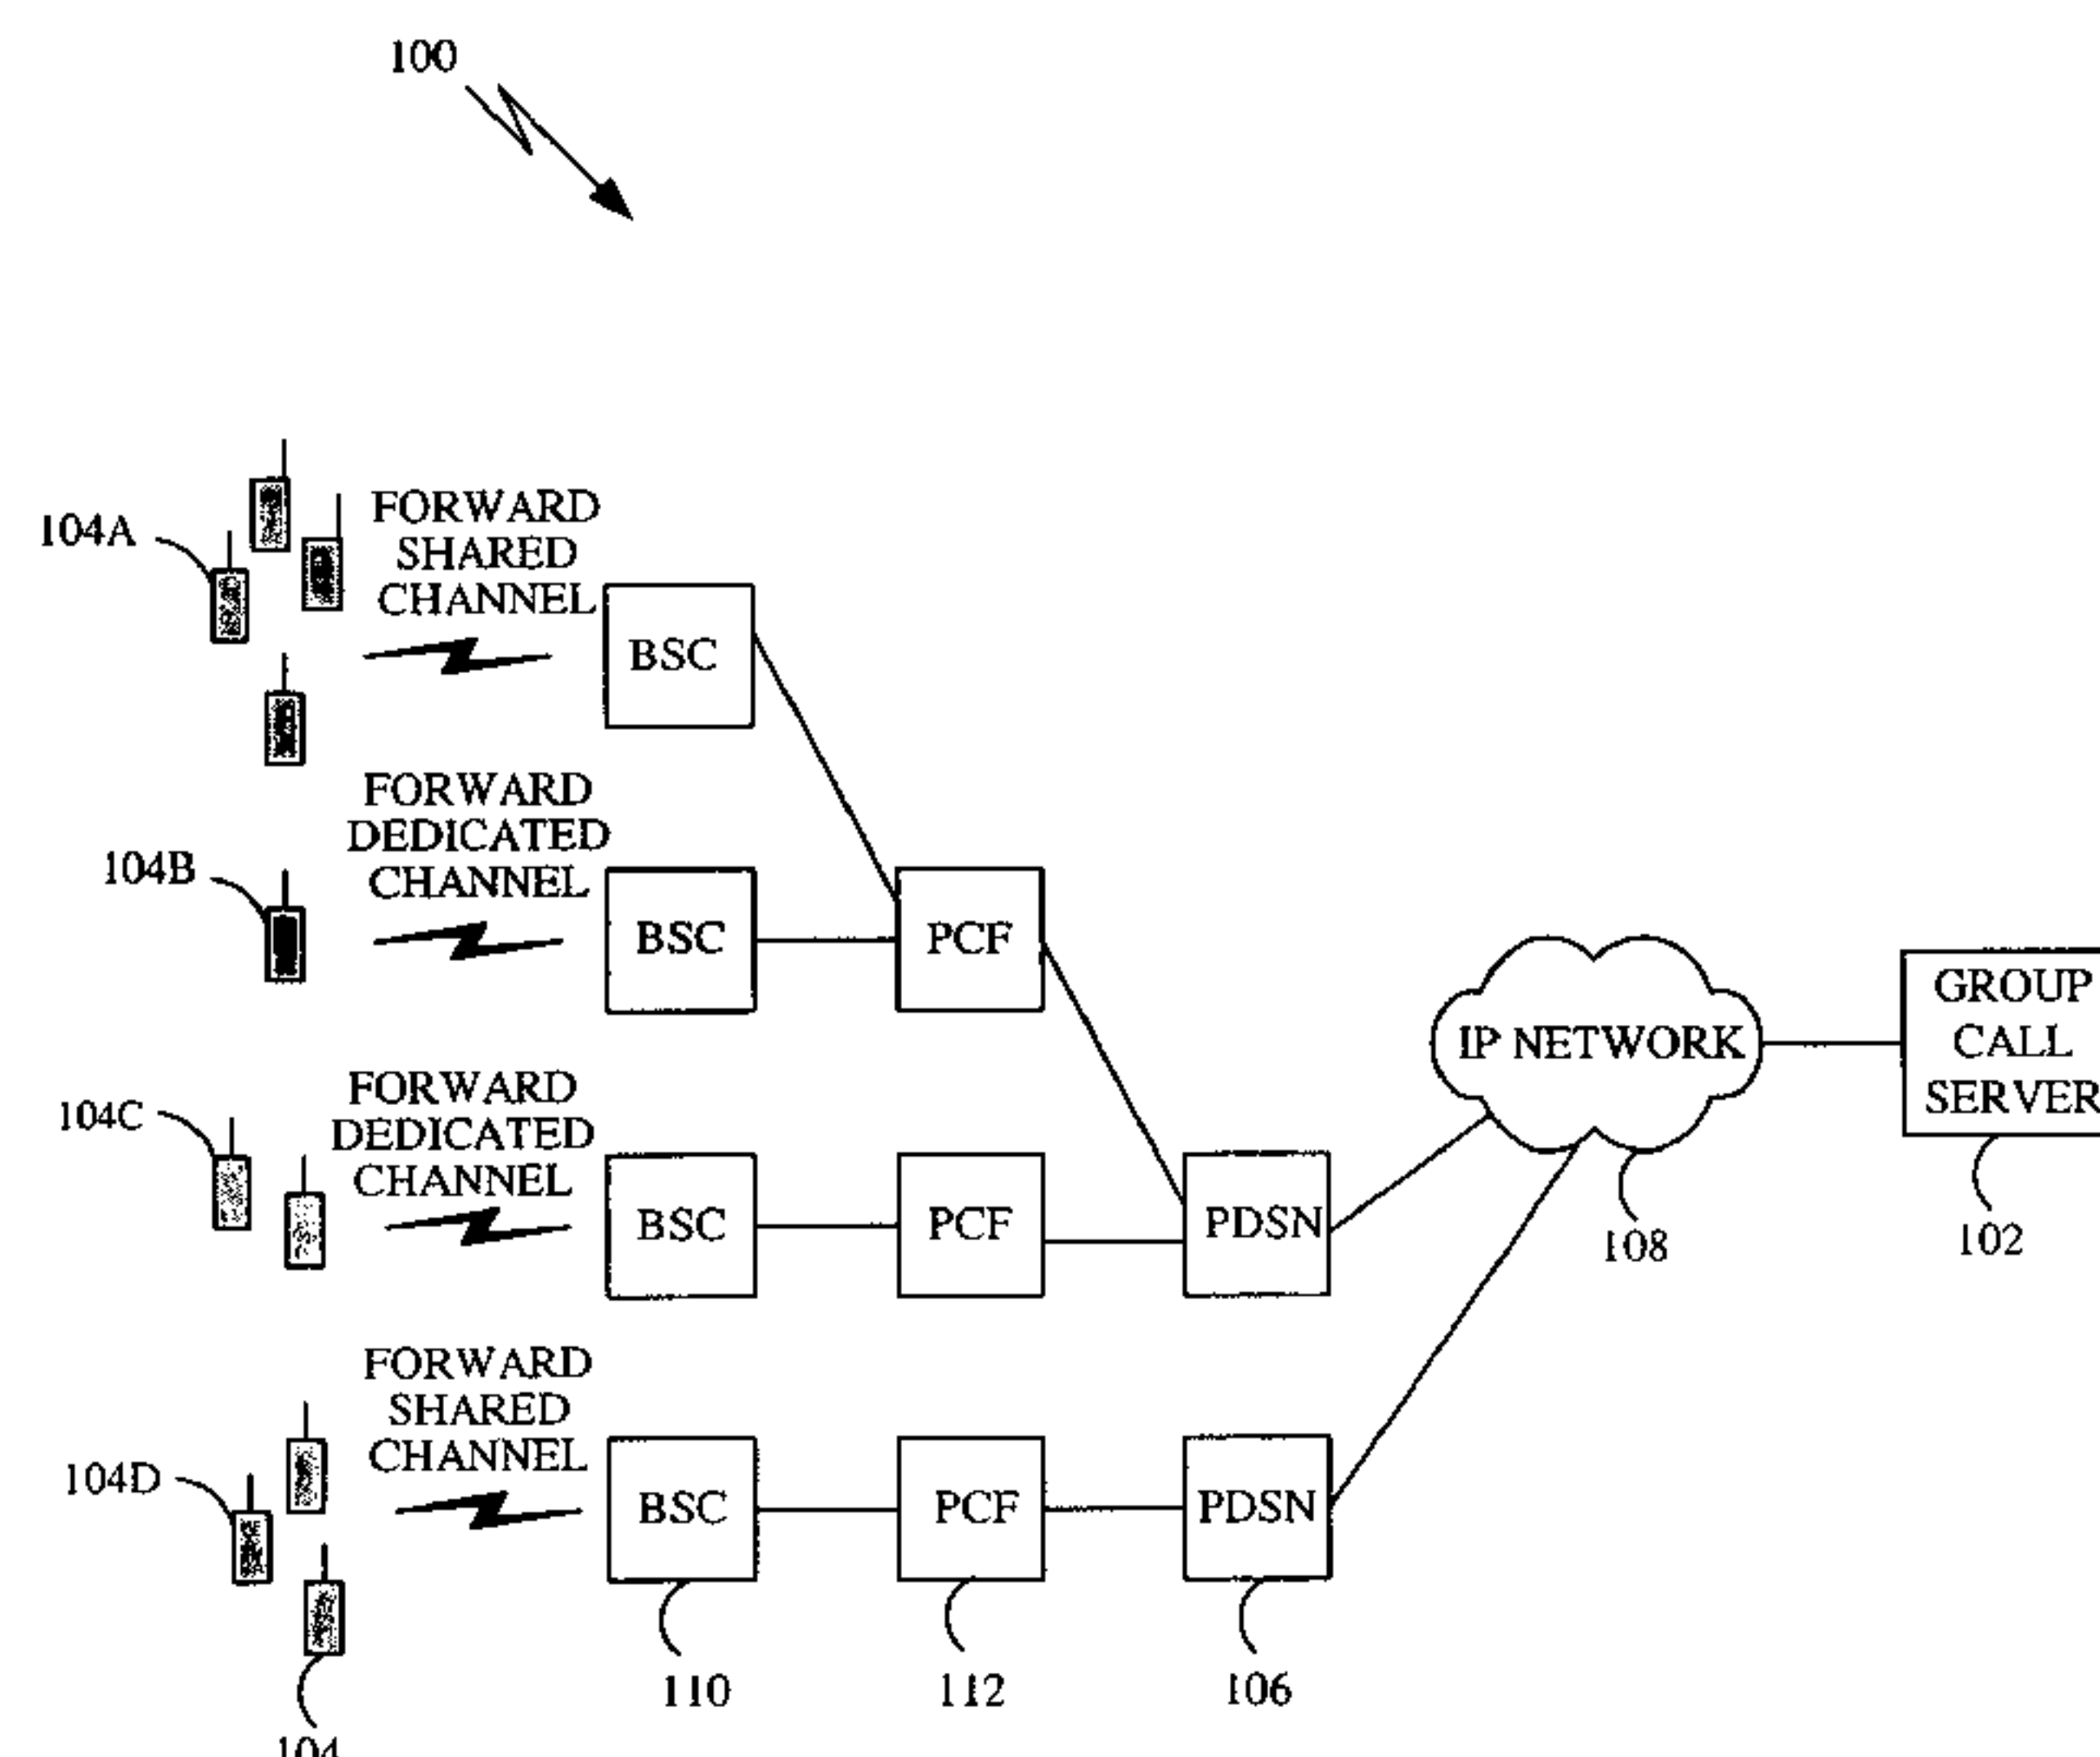 100
104A
FORWARD
SHARED
CHANNEL
BSC
FORWARD
DEDICATED
CHANNEL
104B
BSC
PCF
IP NETWORK
GROUP
CALL
SERVER
104C
FORWARD
DEDICATED
CHANNEL
BSC
PCF
PDSN
108
102
104D
FORWARD
SHARED
CHANNEL
BSC
PCF
PDSN
110
112
106
104